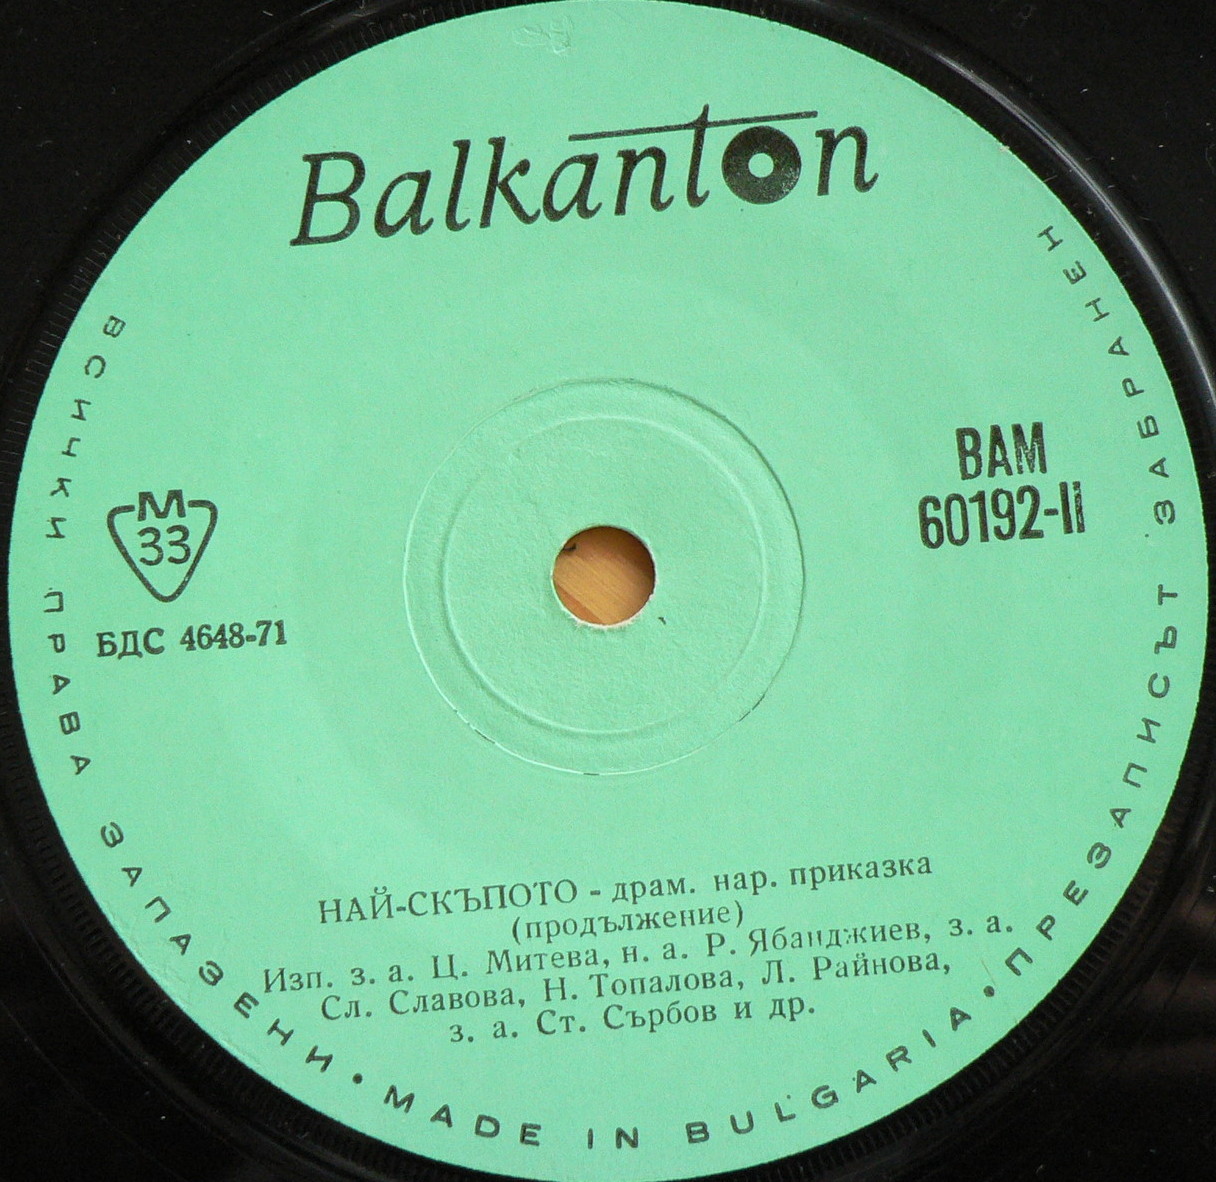 Balkanton
ВАМ
60192-II
М
33
БДС 4648-71
НАЙ-СКЪПОТО - драм. нар. приказка
(продължение)
Изп. з. а. Ц. Митева, н. а. Р. Ябанджиев, з. а.
Сл. Славова, Н. Топалова, Л. Райнова,
з. а. Ст. Сърбов и др.
ВСИЧКИ ПРАВА ЗАПАЗЕНИ • MADE IN BULGARIA • ПРЕЗАПИСЪТ ЗАБРАНЕН